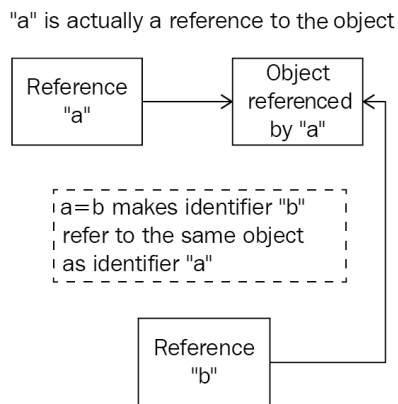 "a" is actually a reference to the object
Reference
"a"
Object
referenced
by "a"
a=b makes identifier "b"
refer to the same object
as identifier "a"
Reference
"b"